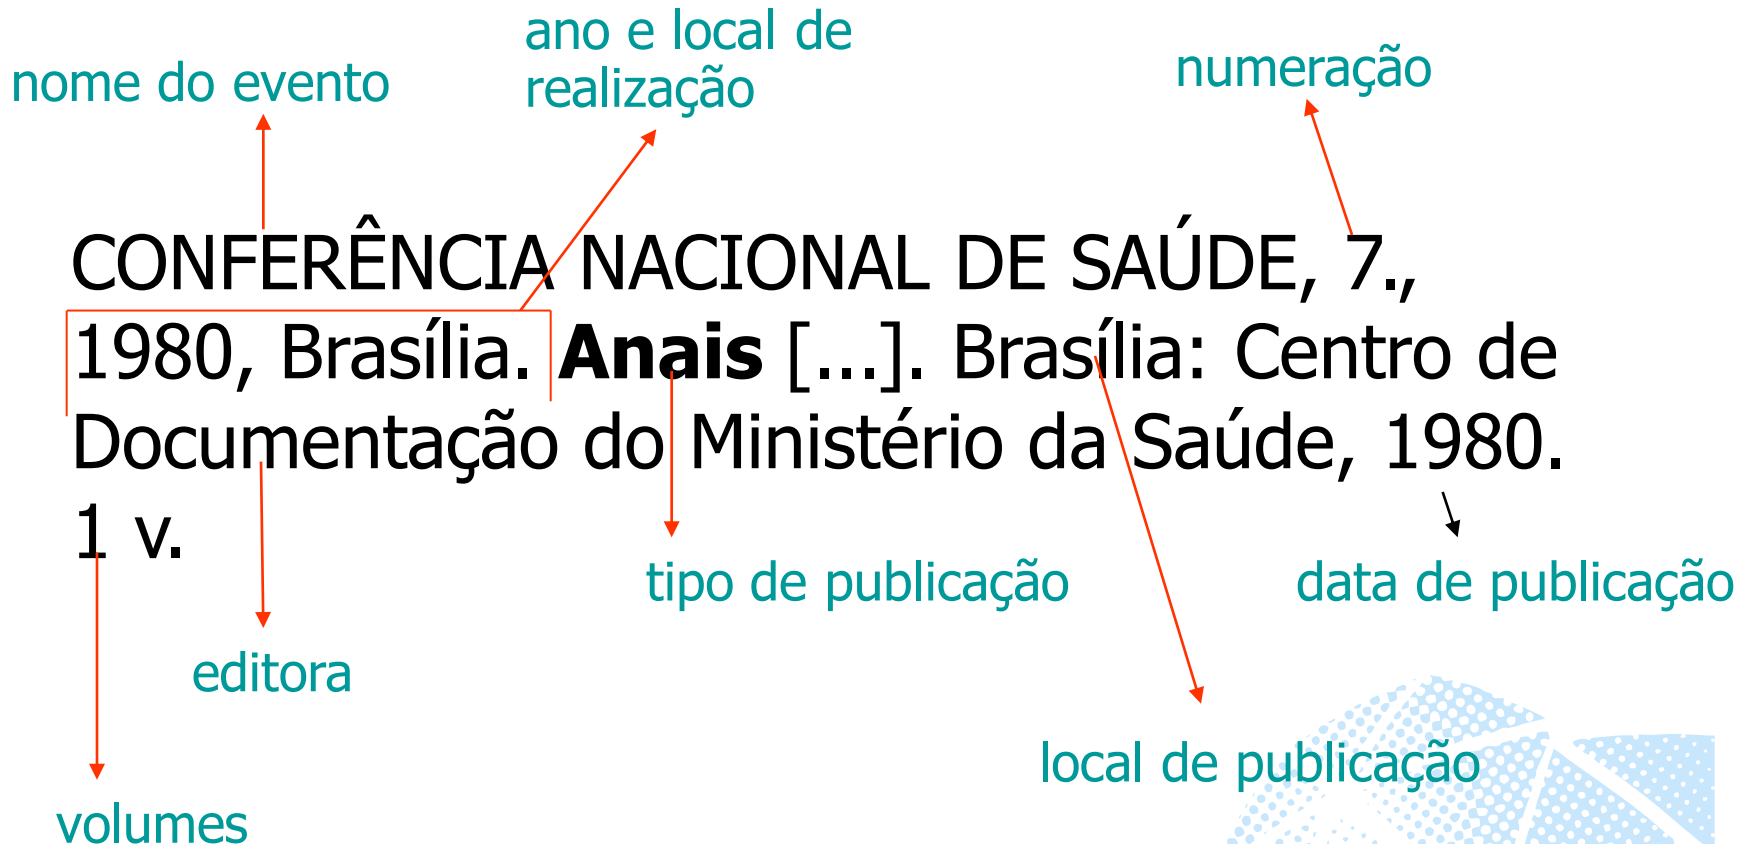 ano e local de
realização
nome do evento
numeração
CONFERÊNCIA NACIONAL DE SAÚDE, 7.,
1980, Brasília. Anais [...]. Brasília: Centro de
Documentação do Ministério da Saúde, 1980.
1 v.
tipo de publicação
data de publicação
editora
local de publicação
volumes